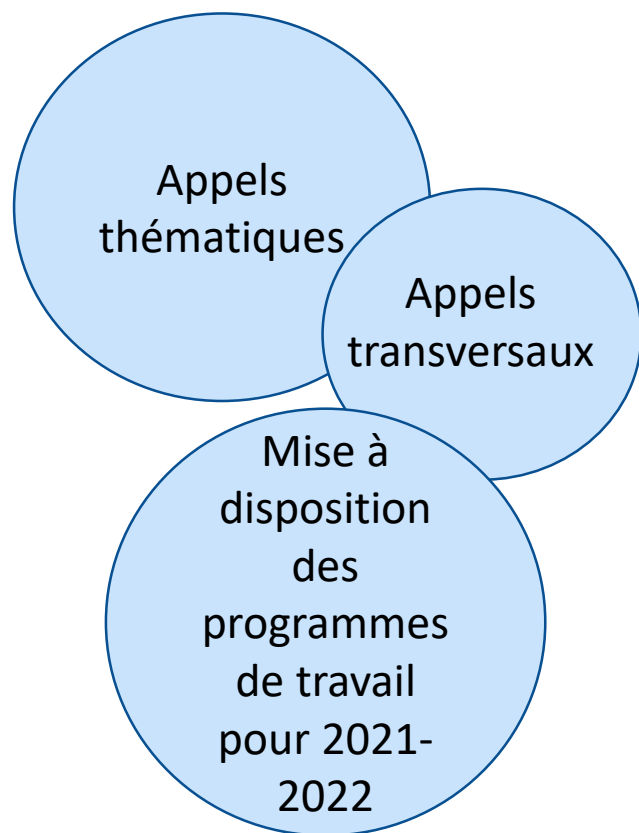 Appels
thématiques
Appels
transversaux
Mise à
disposition
des
programmes
de travail
pour 2021-
2022